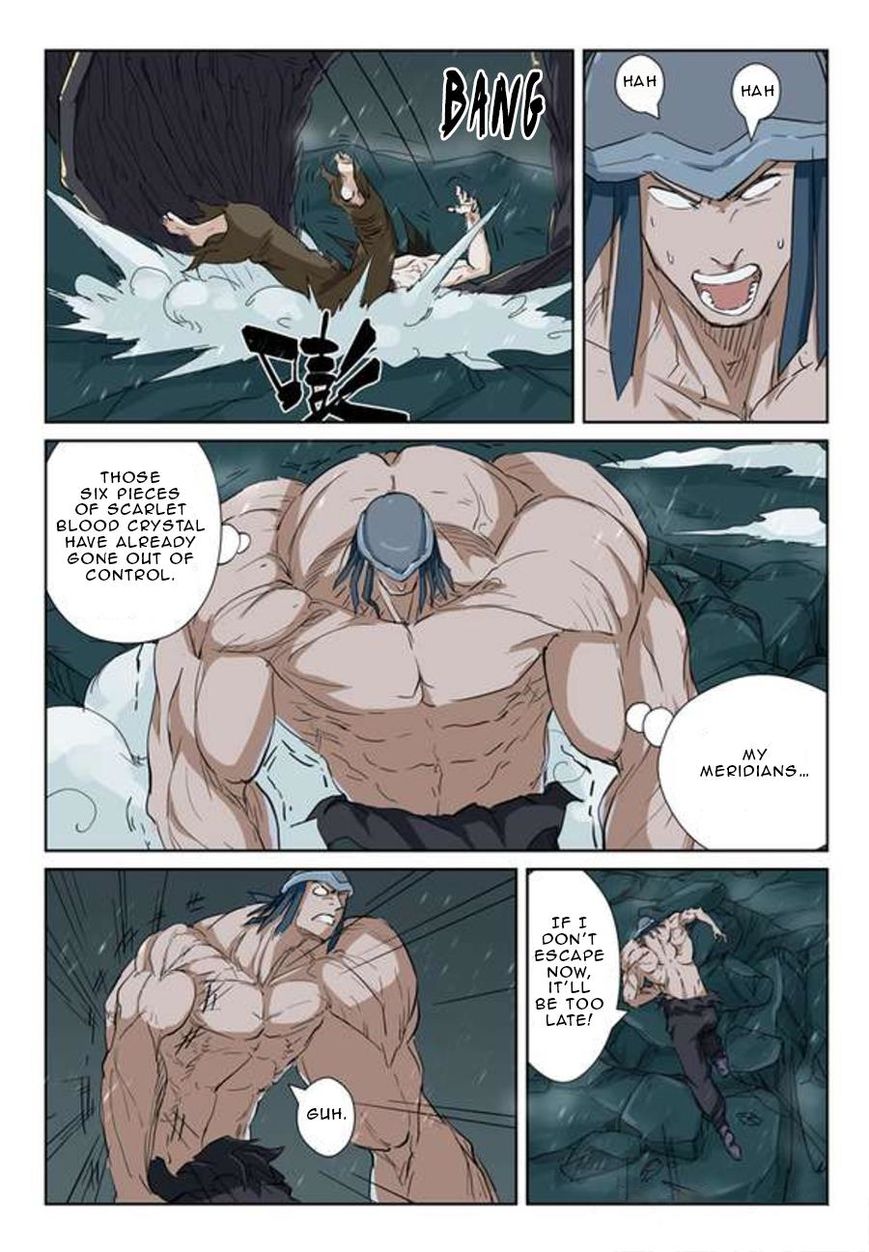 BANG
HAH
HAH
嘭
THOSE
SIX PIECES
OF SCARLET
BLOOD CRYSTAL
HAVE ALREADY
GONE OUT OF
CONTROL.
MY
MERIDIANS...
GUH.
IF I
DON'T
ESCAPE
NOW,
IT'LL
BE TOO
LATE!